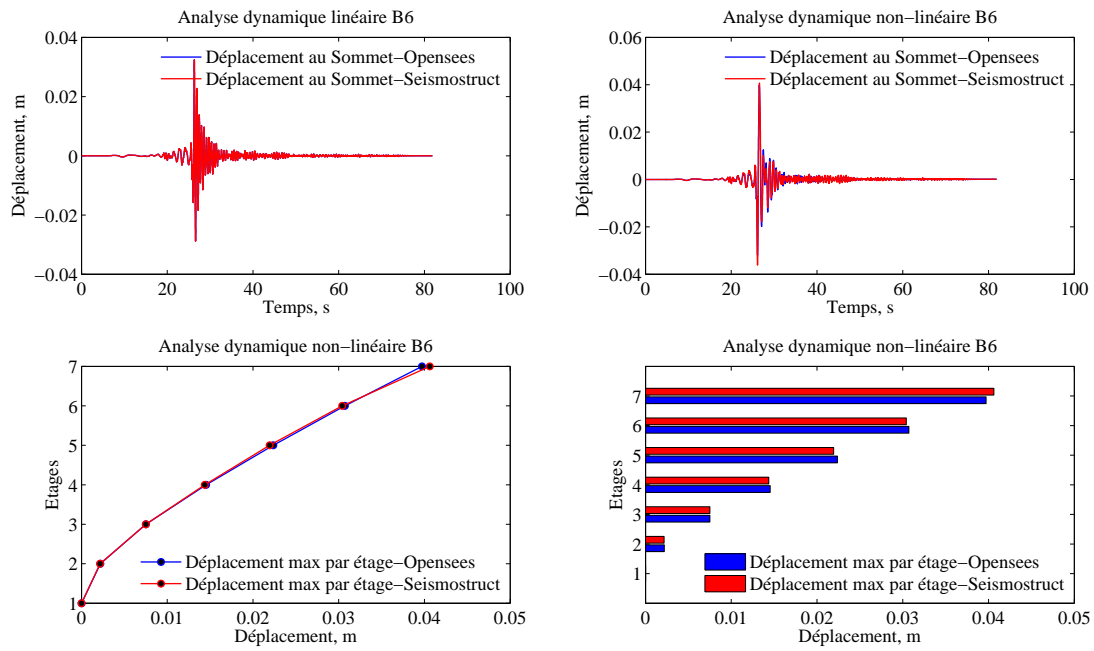 Analyse dynamique linéaire B6
0.04
0.02
0
−0.02
−0.04
Déplacement, m
Déplacement au Sommet−Opensees
Déplacement au Sommet−Seismostruct
0 20 40 60 80 100
Temps, s
Analyse dynamique non−linéaire B6
0.06
0.04
0.02
0
−0.02
−0.04
Déplacement, m
Déplacement au Sommet−Opensees
Déplacement au Sommet−Seismostruct
0 20 40 60 80 100
Temps, s
Analyse dynamique non−linéaire B6
7
6
5
4
3
2
1
Etages
Déplacement max par étage−Opensees
Déplacement max par étage−Seismostruct
0 0.01 0.02 0.03 0.04 0.05
Déplacement, m
Analyse dynamique non−linéaire B6
7
6
5
4
3
2
1
Etages
Déplacement max par étage−Opensees
Déplacement max par étage−Seismostruct
0 0.01 0.02 0.03 0.04 0.05
Déplacement, m